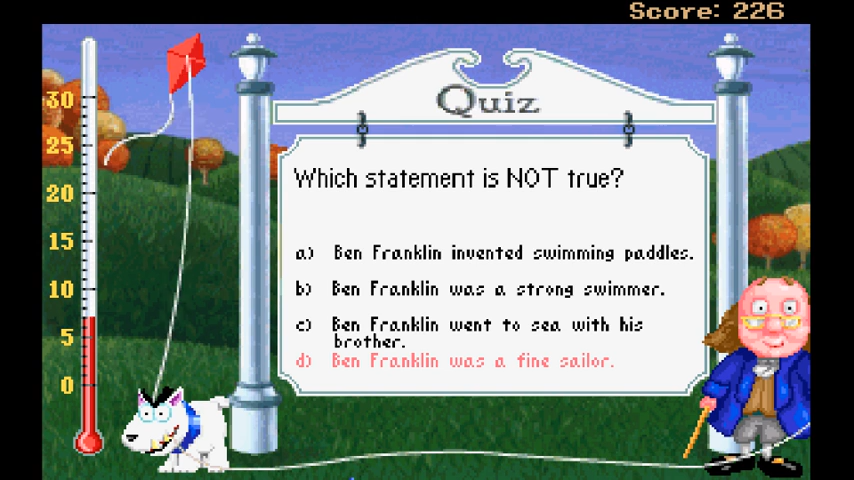 Score: 226
Quiz
30
25
20
15
10
5
0
Which statement is NOT true?
a) Ben Franklin invented swimming paddles.
b) Ben Franklin was a strong swimmer.
c) Ben Franklin went to sea with his
brother.
d) Ben Franklin was a fine sailor.